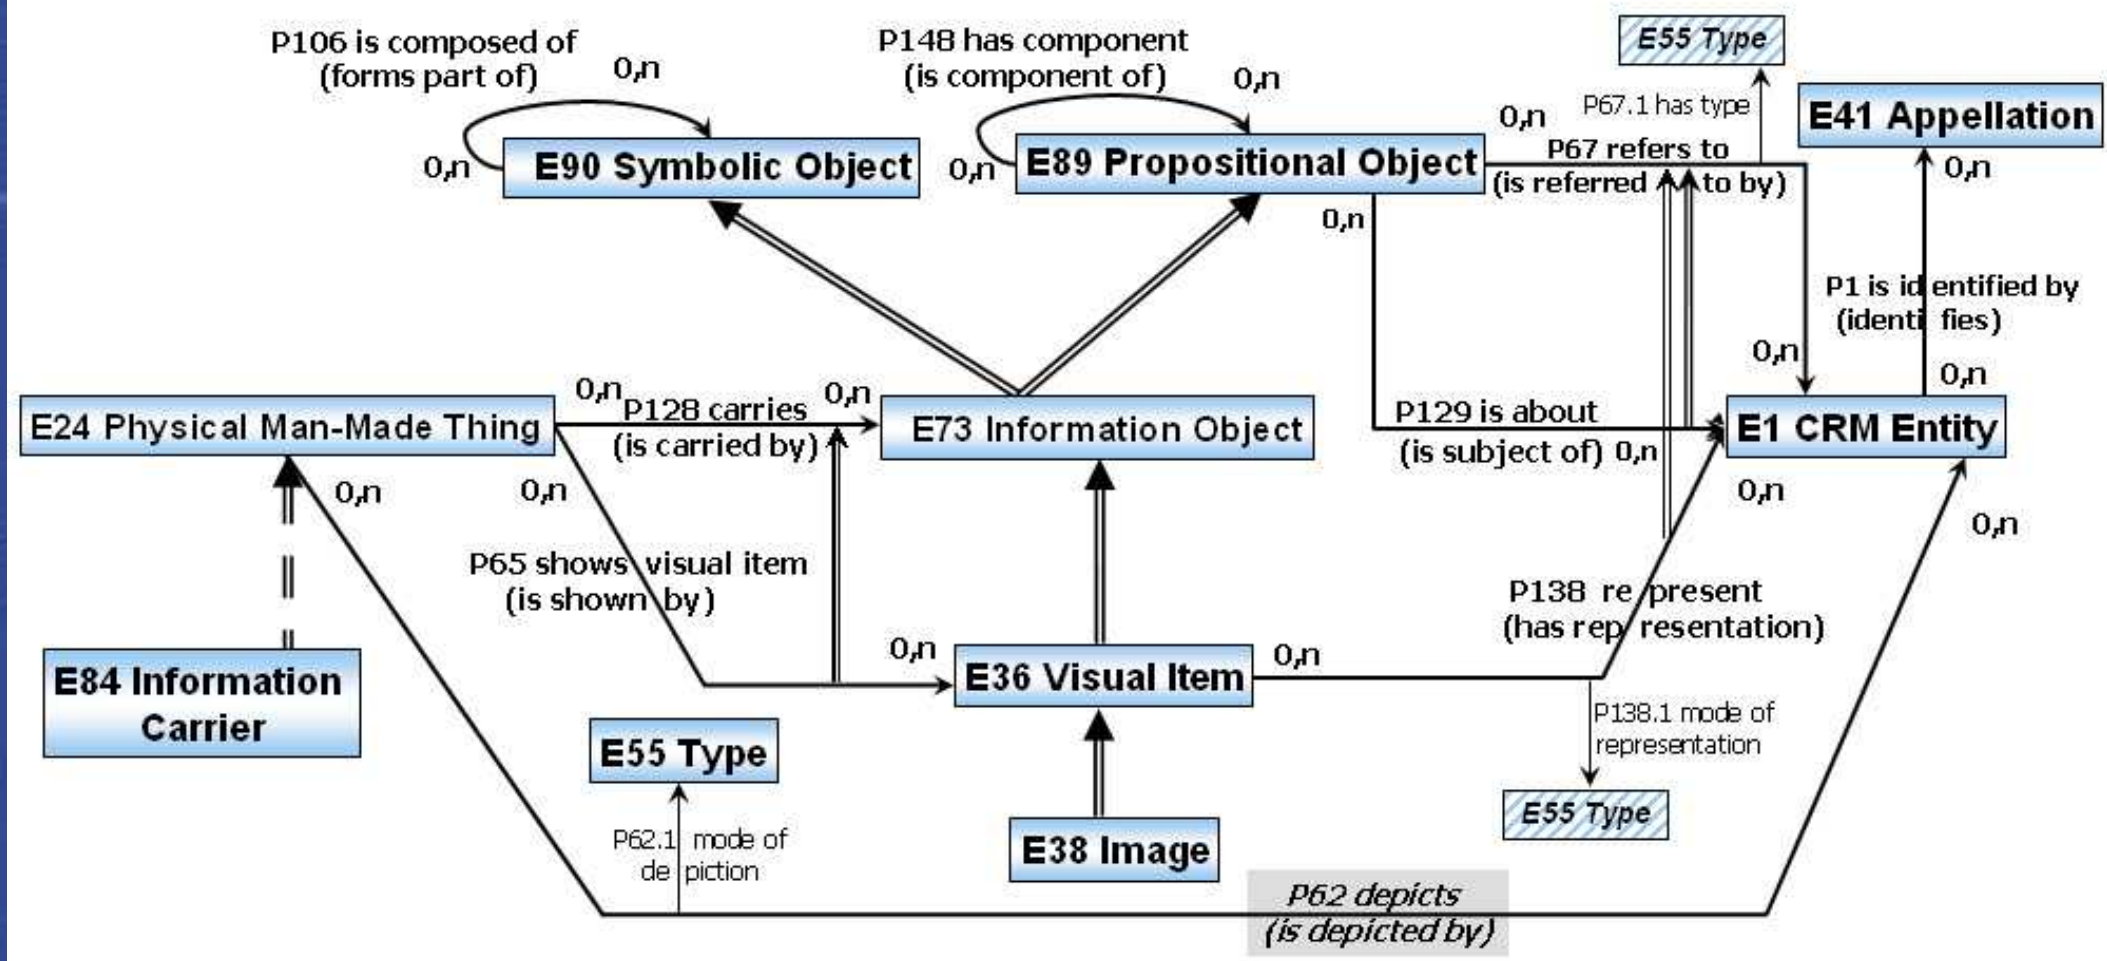 E55 Type
P106 is composed of
(forms part of)
0,n
P148 has component
(is component of)
0,n
P67.1 has type
0,n
E41 Appellation
P67 refers to
(is referred to by)
0,n
E90 Symbolic Object
0,n
E89 Propositional Object
0,n
0,n
P1 is identified by
(identifies)
0,n
0,n
E24 Physical Man-Made Thing
0,n
P128 carries
(is carried by)
0,n
E73 Information Object
P129 is about
(is subject of)
0,n
E1 CRM Entity
0,n
0,n
0,n
0,n
P65 shows visual item
(is shown by)
P138 represent
(has representation)
0,n
E36 Visual Item
0,n
E84 Information
Carrier
E55 Type
P138.1 mode of
representation
P62.1 mode of
depiction
E38 Image
E55 Type
P62 depicts
(is depicted by)